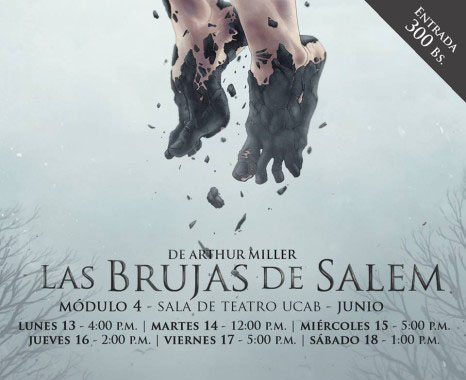 ENTRADA
300 BS.
DE ARTHUR MILLER
LAS BRUJAS DE SALEM
MÓDULO 4 - SALA DE TEATRO UCAB - JUNIO
LUNES 13 - 4:00 P.M. | MARTES 14 - 12:00 P.M. | MIÉRCOLES 15 - 5:00 P.M.
JUEVES 16 - 2:00 P.M. | VIERNES 17 - 5:00 P.M. | SÁBADO 18 - 1:00 P.M.